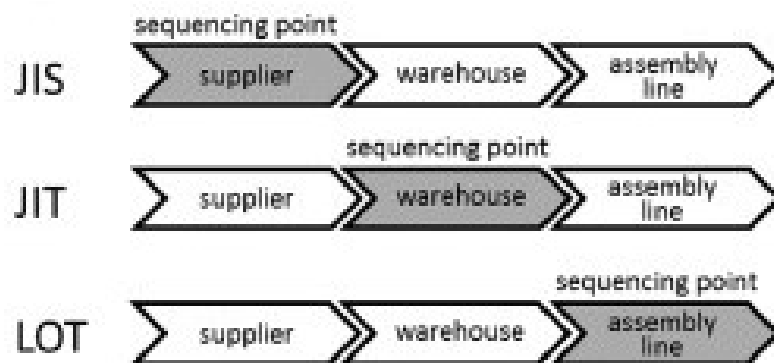 sequencing point
JIS
supplier
warehouse
assembly
line
sequencing point
JIT
supplier
warehouse
assembly
line
sequencing point
LOT
supplier
warehouse
assembly
line